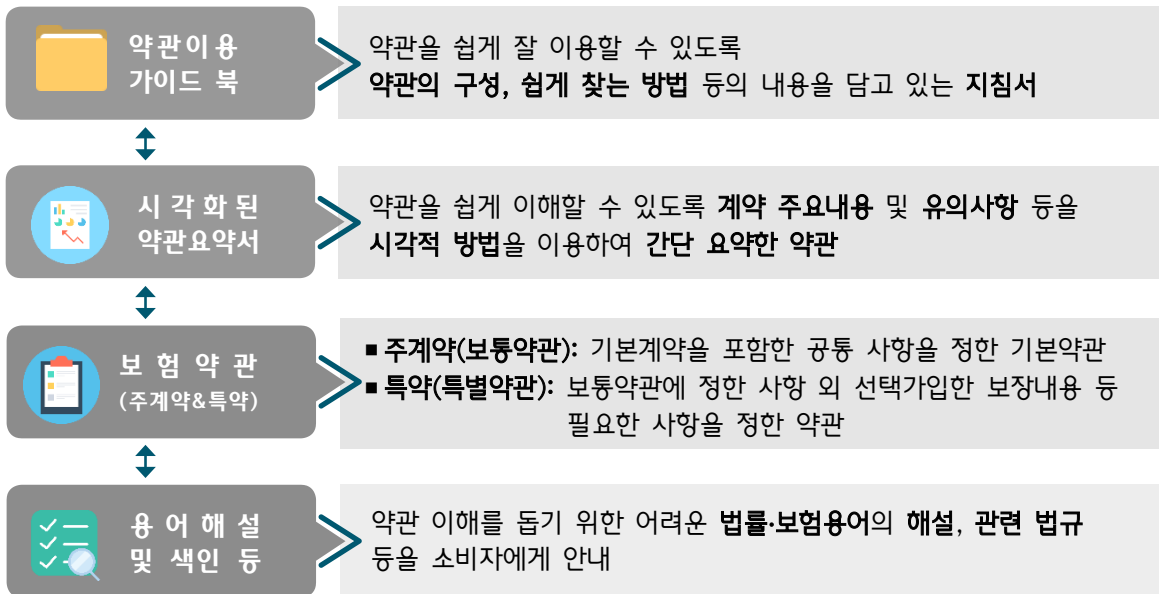 약관이용
가이드 북
약관을 쉽게 잘 이용할 수 있도록
약관의 구성, 쉽게 찾는 방법 등의 내용을 담고 있는 지침서
시 각 화 된
약관요약서
약관을 쉽게 이해할 수 있도록 계약 주요내용 및 유의사항 등을
시각적 방법을 이용하여 간단 요약한 약관
보 험 약 관
(주계약&특약)
▪ 주계약(보통약관): 기본계약을 포함한 공통 사항을 정한 기본약관
▪ 특약(특별약관): 보통약관에 정한 사항 외 선택가입한 보장내용 등
필요한 사항을 정한 약관
용 어 해 설
및 색인 등
약관 이해를 돕기 위한 어려운 법률·보험용어의 해설, 관련 법규
등을 소비자에게 안내